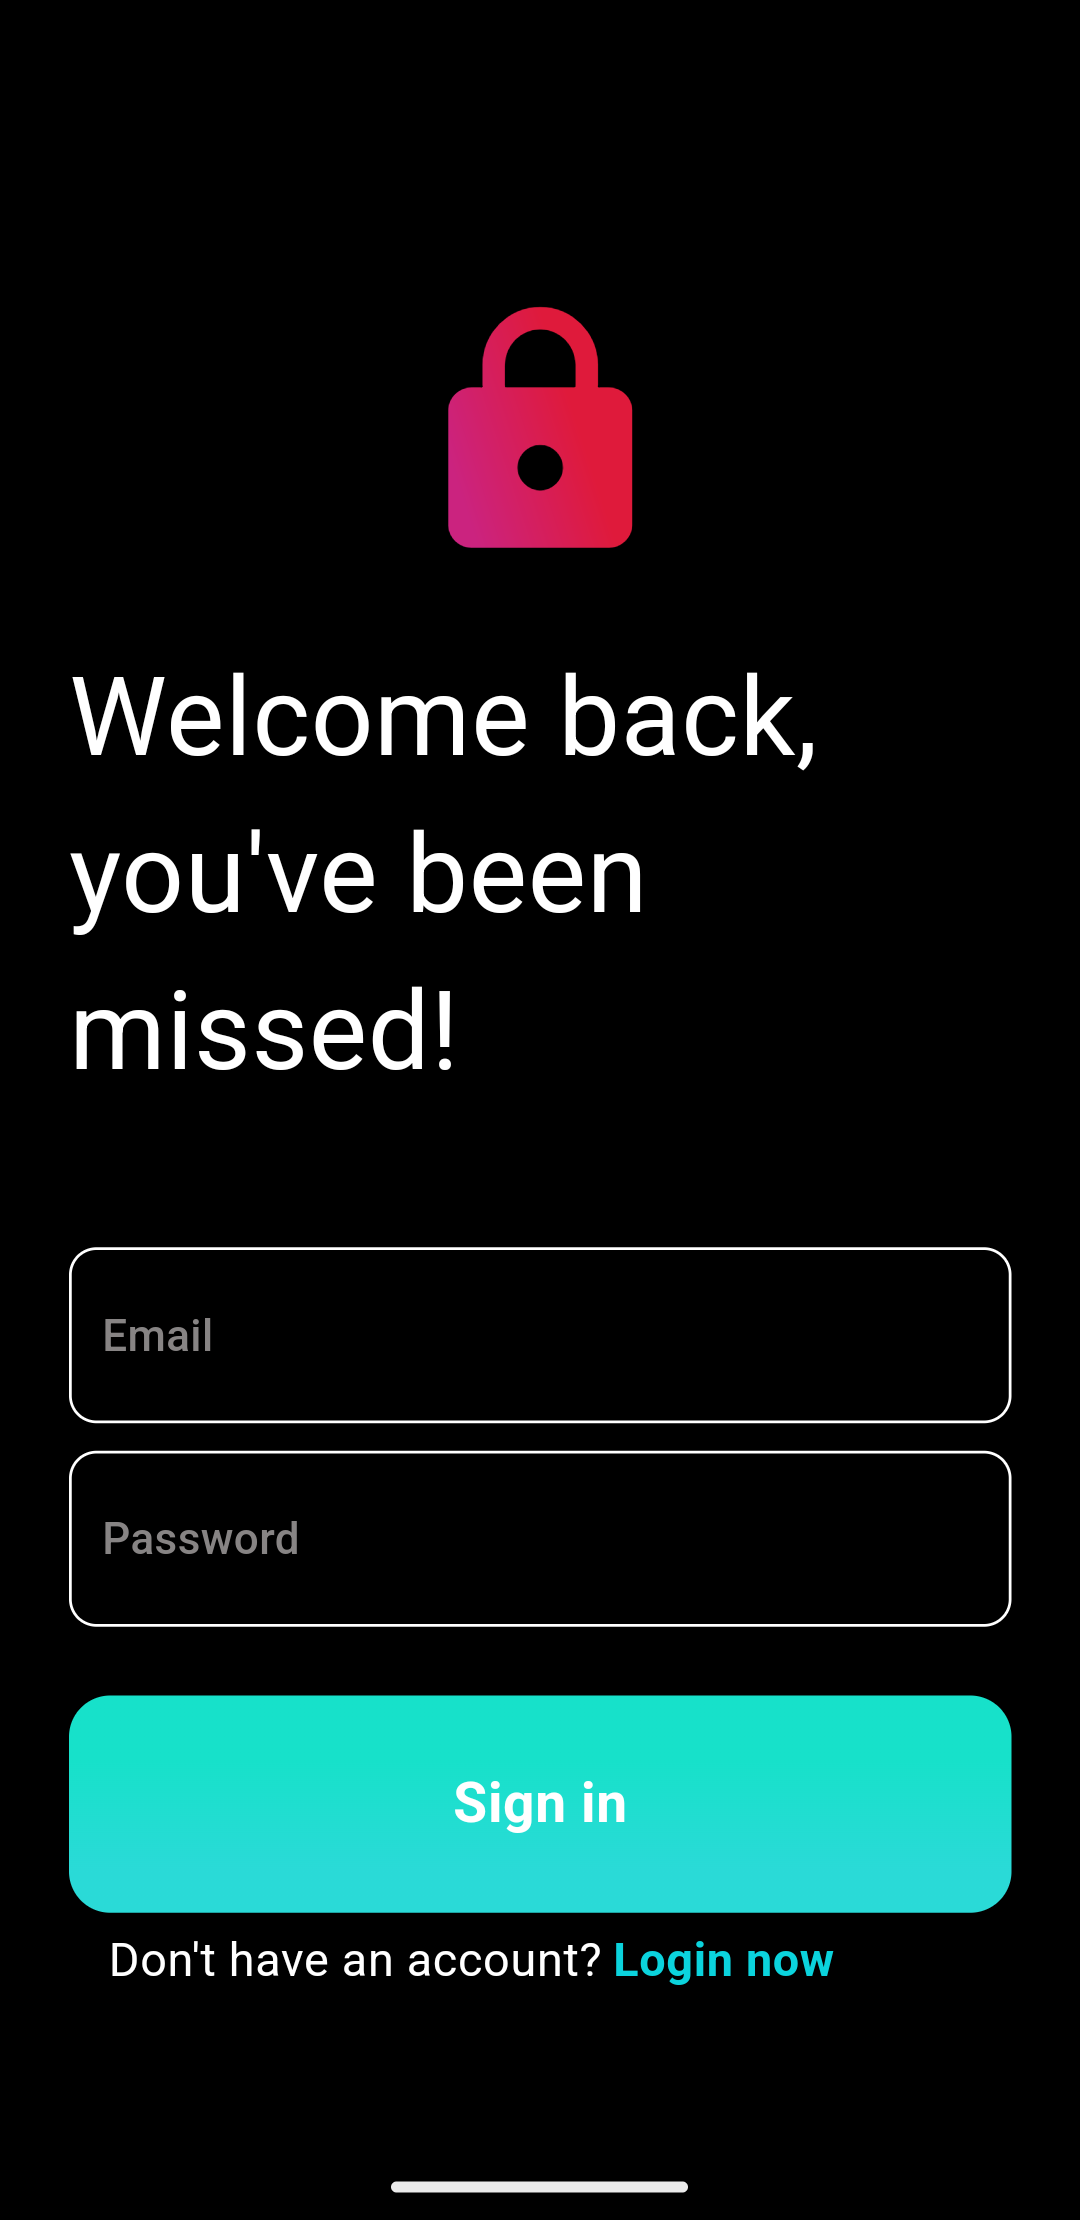 Welcome back,
you've been
missed!
Email
Password
Sign in
Don't have an account? Login now